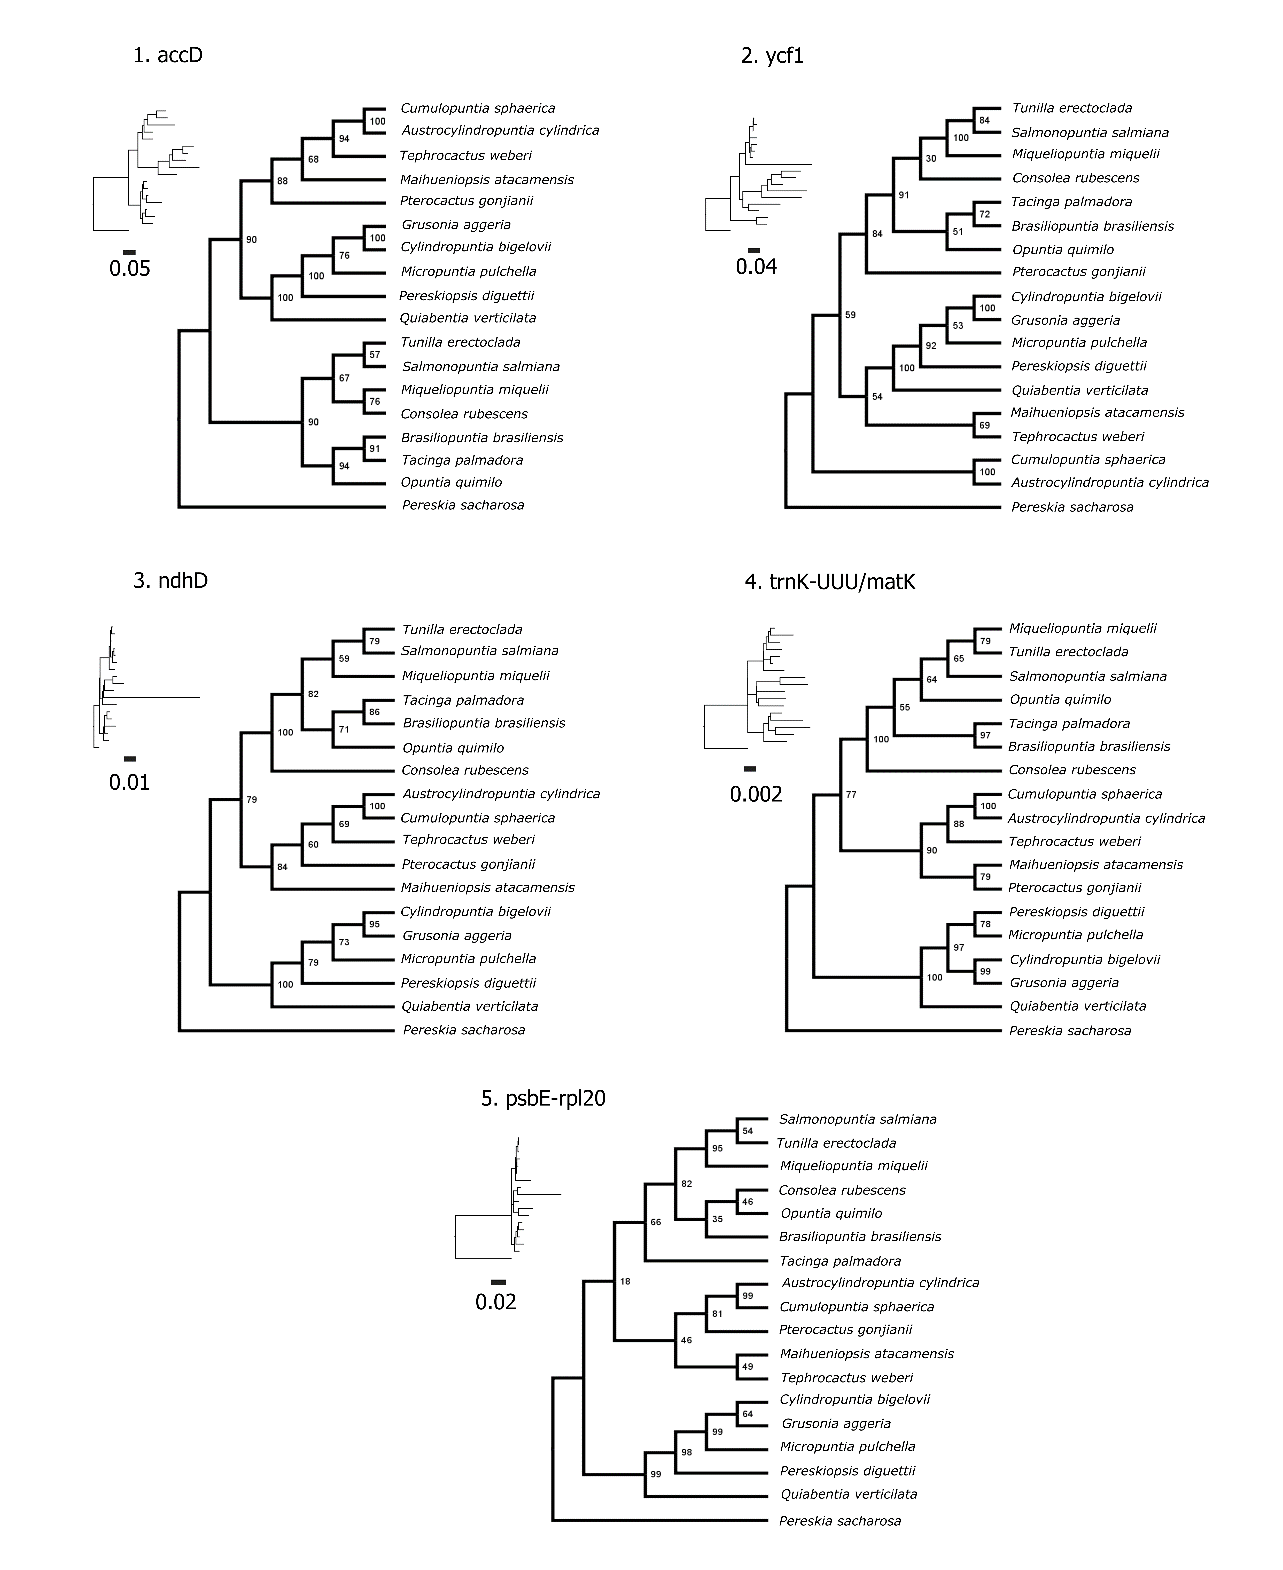 1. accD
Cumulopuntia sphaerica
100
Austrocylindropuntia cylindrica
94
Tephrocactus weberi
68
Maihueniopsis atacamensis
88
Pterocactus gonjianii
Grusonia aggeria
100
90
Cylindropuntia bigelovii
76
Micropuntia pulchella
100
Pereskiopsis diguettii
100
Quiabentia verticilata
0.05
Tunilla erectoclada
57
Salmonopuntia salmiana
67
Miqueliopuntia miquelii
76
Consolea rubescens
90
Brasiliopuntia brasiliensis
91
Tacinga palmadora
94
Opuntia quimilo
Pereskia sacharosa
2. ycf1
Tunilla erectoclada
84
Salmonopuntia salmiana
100
Miqueliopuntia miquelii
30
Consolea rubescens
91
Tacinga palmadora
72
Brasiliopuntia brasiliensis
51
84
Opuntia quimilo
Pterocactus gonjianii
0.04
Cylindropuntia bigelovii
100
59
Grusonia aggeria
53
Micropuntia pulchella
92
Pereskiopsis diguettii
100
Quiabentia verticilata
54
Maihueniopsis atacamensis
69
Tephrocactus weberi
Cumulopuntia sphaerica
100
Austrocylindropuntia cylindrica
Pereskia sacharosa
3. ndhD
Tunilla erectoclada
79
Salmonopuntia salmiana
59
Miqueliopuntia miquelii
82
Tacinga palmadora
86
Brasiliopuntia brasiliensis
71
100
Opuntia quimilo
Consolea rubescens
0.01
79
Austrocylindropuntia cylindrica
100
Cumulopuntia sphaerica
69
Tephrocactus weberi
60
Pterocactus gonjianii
84
Maihueniopsis atacamensis
Cylindropuntia bigelovii
95
Grusonia aggeria
73
Micropuntia pulchella
79
Pereskiopsis diguettii
100
Quiabentia verticilata
Pereskia sacharosa
4. trnK-UUU/matK
Miqueliopuntia miquelii
79
Tunilla erectoclada
65
Salmonopuntia salmiana
64
Opuntia quimilo
55
Tacinga palmadora
97
100
Brasiliopuntia brasiliensis
Consolea rubescens
0.002
77
Cumulopuntia sphaerica
100
Austrocylindropuntia cylindrica
88
Tephrocactus weberi
90
Maihueniopsis atacamensis
79
Pterocactus gonjianii
Pereskiopsis diguettii
78
Micropuntia pulchella
97
Cylindropuntia bigelovii
99
100
Grusonia aggeria
Quiabentia verticilata
Pereskia sacharosa
5. psbE-rpl20
Salmonopuntia salmiana
54
Tunilla erectoclada
95
Miqueliopuntia miquelii
82
Consolea rubescens
46
Opuntia quimilo
35
66
Brasiliopuntia brasiliensis
Tacinga palmadora
0.02
18
Austrocylindropuntia cylindrica
99
Cumulopuntia sphaerica
81
Pterocactus gonjianii
46
Maihueniopsis atacamensis
49
Tephrocactus weberi
Cylindropuntia bigelovii
64
Grusonia aggeria
99
Micropuntia pulchella
98
Pereskiopsis diguettii
99
Quiabentia verticilata
Pereskia sacharosa